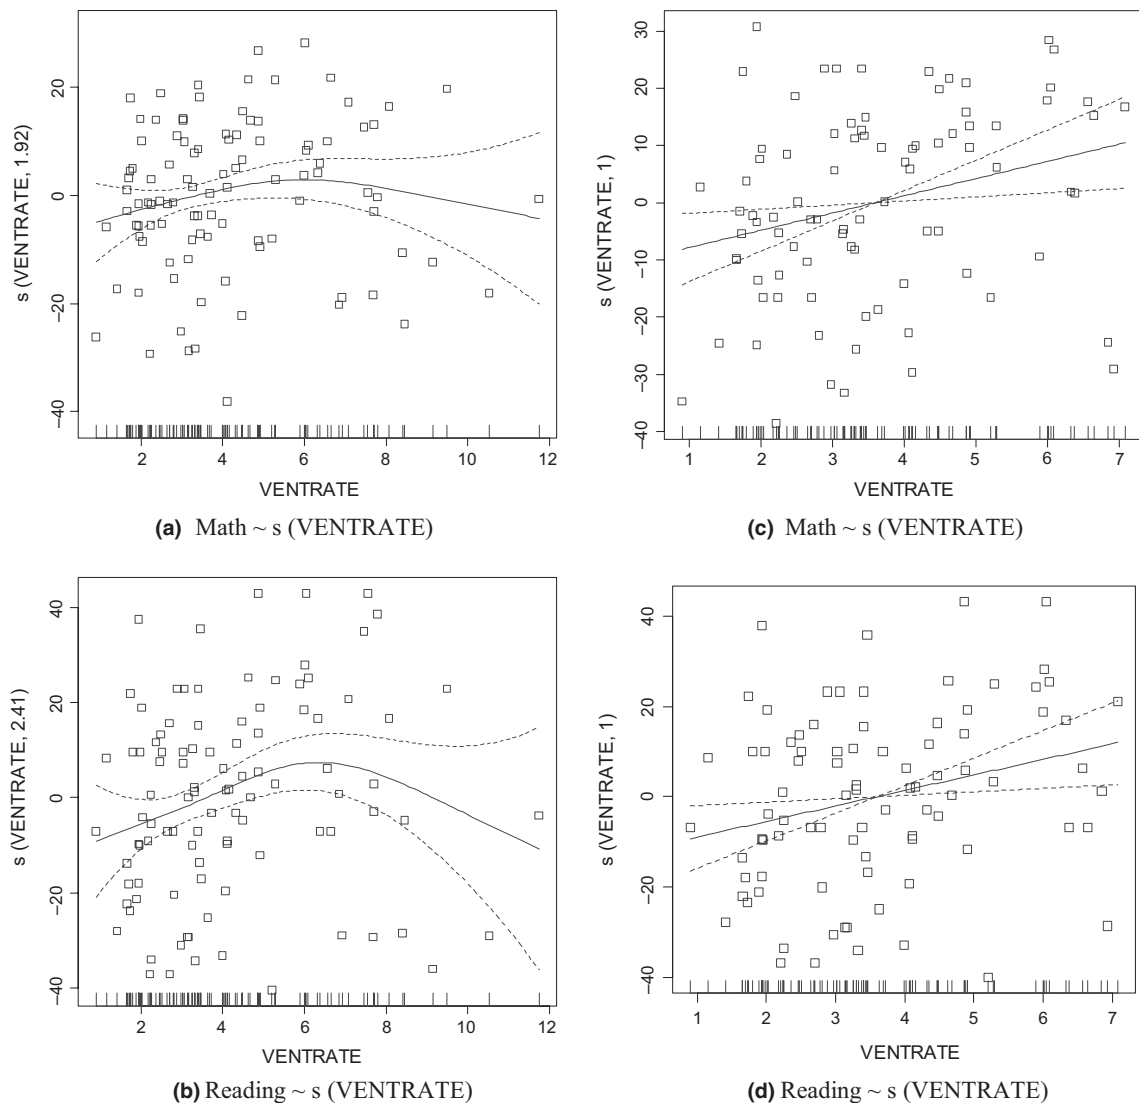 20
0
−20
−40
s (VENTRATE, 1.92)
2 4 6 8 10 12
VENTRATE
(a) Math ~ s (VENTRATE)
30
20
10
0
−10
−20
−30
−40
s (VENTRATE, 1)
1 2 3 4 5 6 7
VENTRATE
(c) Math ~ s (VENTRATE)
40
20
0
−20
−40
s (VENTRATE, 2.41)
2 4 6 8 10 12
VENTRATE
(b) Reading ~ s (VENTRATE)
40
20
0
−20
−40
s (VENTRATE, 1)
1 2 3 4 5 6 7
VENTRATE
(d) Reading ~ s (VENTRATE)